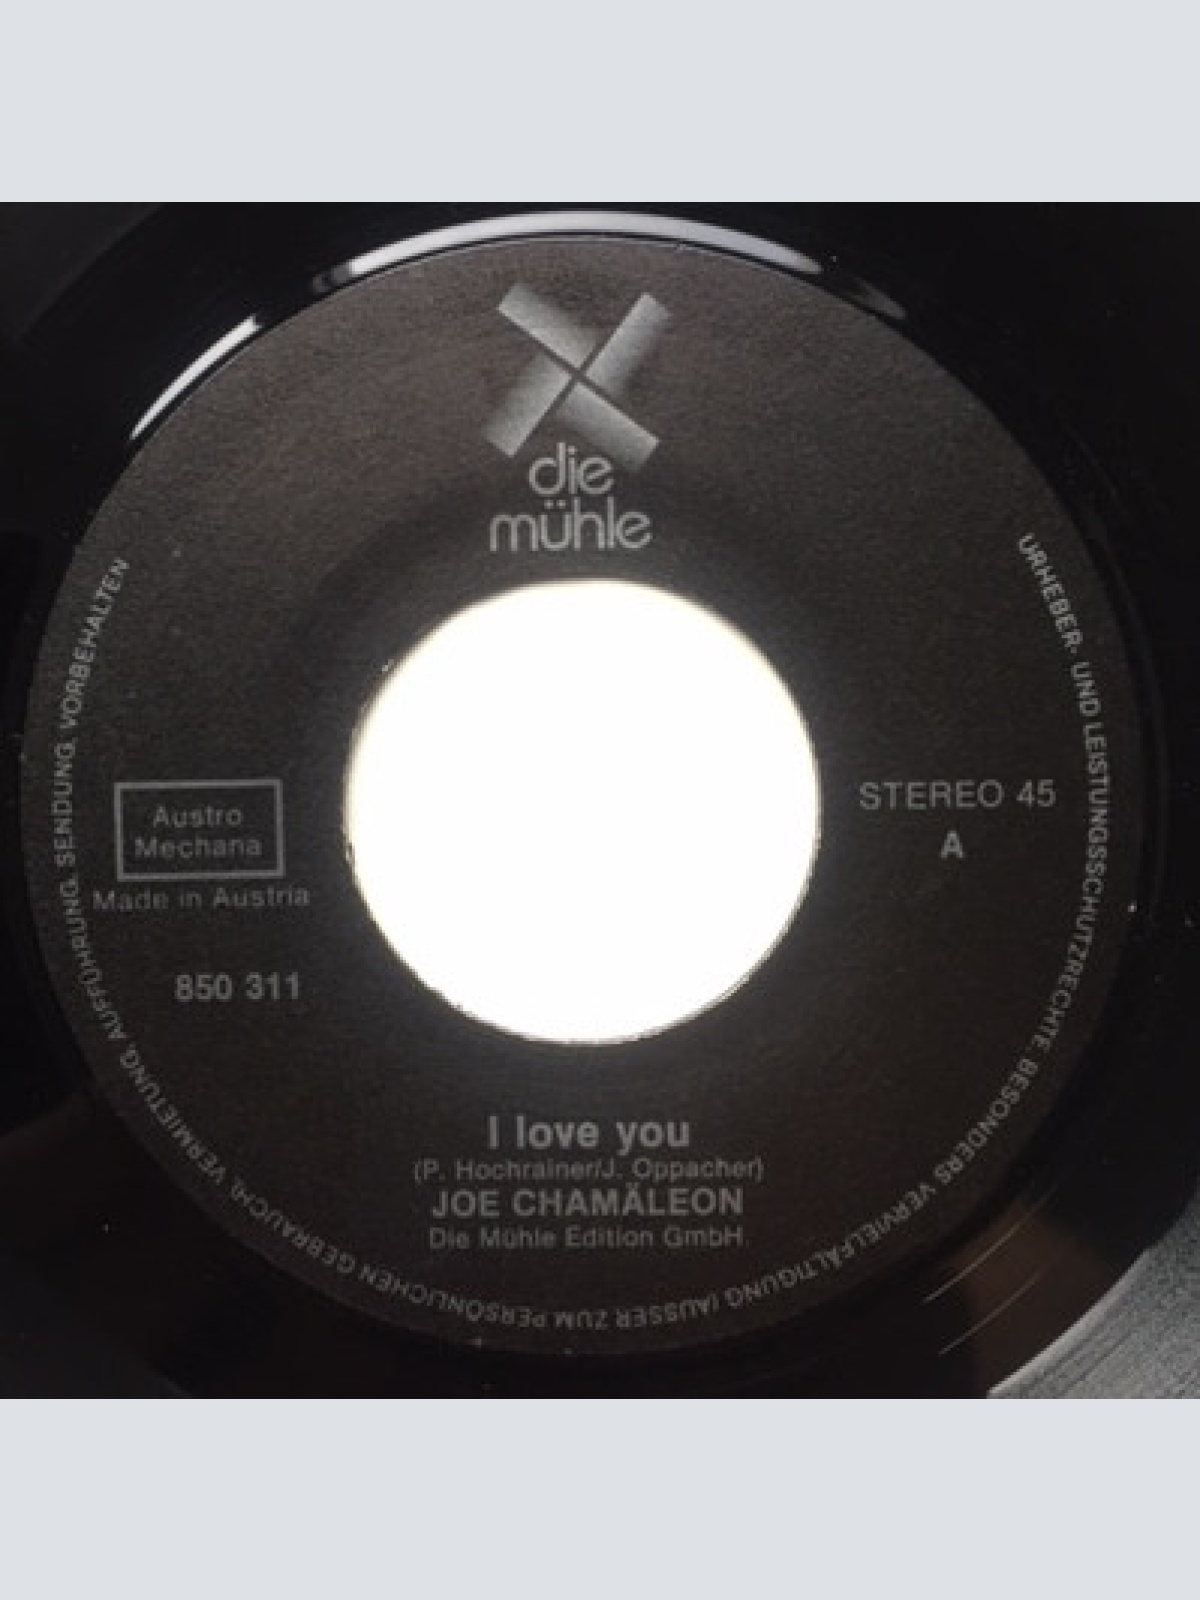 die
mühle
URHEBER- UND LEISTUNGSSCHUTZRECHTE BESONDERS VERVIELFÄLTIGUNG (AUSSER ZUM PERSÖNLICHEN GEBRAUCH), VERMIETUNG, AUFFÜHRUNG, SENDUNG, VORBEHALTEN
Austro
Mechana
Made in Austria
850 311
STEREO 45
A
I love you
(P. Hochrainer/J. Oppacher)
JOE CHAMÄLEON
Die Mühle Edition GmbH.